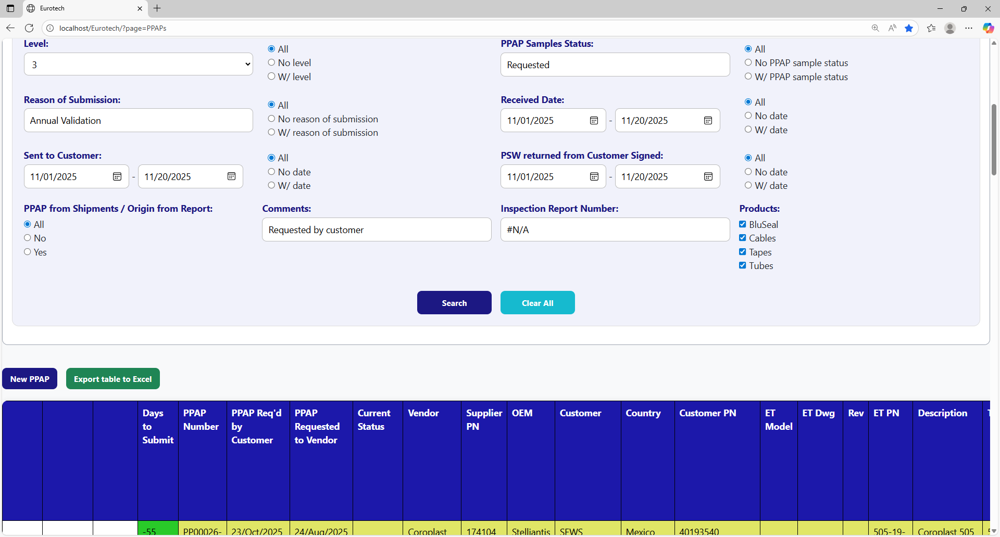 Eurotech
localhost/Eurotech/?page=PPAPs
Level:
3
All
No level
W/ level
PPAP Samples Status:
Requested
All
No PPAP sample status
W/ PPAP sample status
Reason of Submission:
Annual Validation
All
No reason of submission
W/ reason of submission
Received Date:
11/01/2025 - 11/20/2025
All
No date
W/ date
Sent to Customer:
11/01/2025 - 11/20/2025
All
No date
W/ date
PSW returned from Customer Signed:
11/01/2025 - 11/20/2025
All
No date
W/ date
PPAP from Shipments / Origin from Report:
All
No
Yes
Comments:
Requested by customer
Inspection Report Number:
#N/A
Products:
BluSeal
Cables
Tapes
Tubes
Search
Clear All
New PPAP
Export table to Excel
Days
to
Submit
PPAP
Number
PPAP Req'd
by
Customer
PPAP
Requested
to Vendor
Current
Status
Vendor
Supplier
PN
OEM
Customer
Country
Customer PN
ET
Model
ET Dwg
Rev
ET PN
Description
-55
PP00026-
23/Oct/2025
24/Aug/2025
Coroplast
174104
Stelliantis
SEWS
Mexico
40193540
505-19-
Coroplast 505